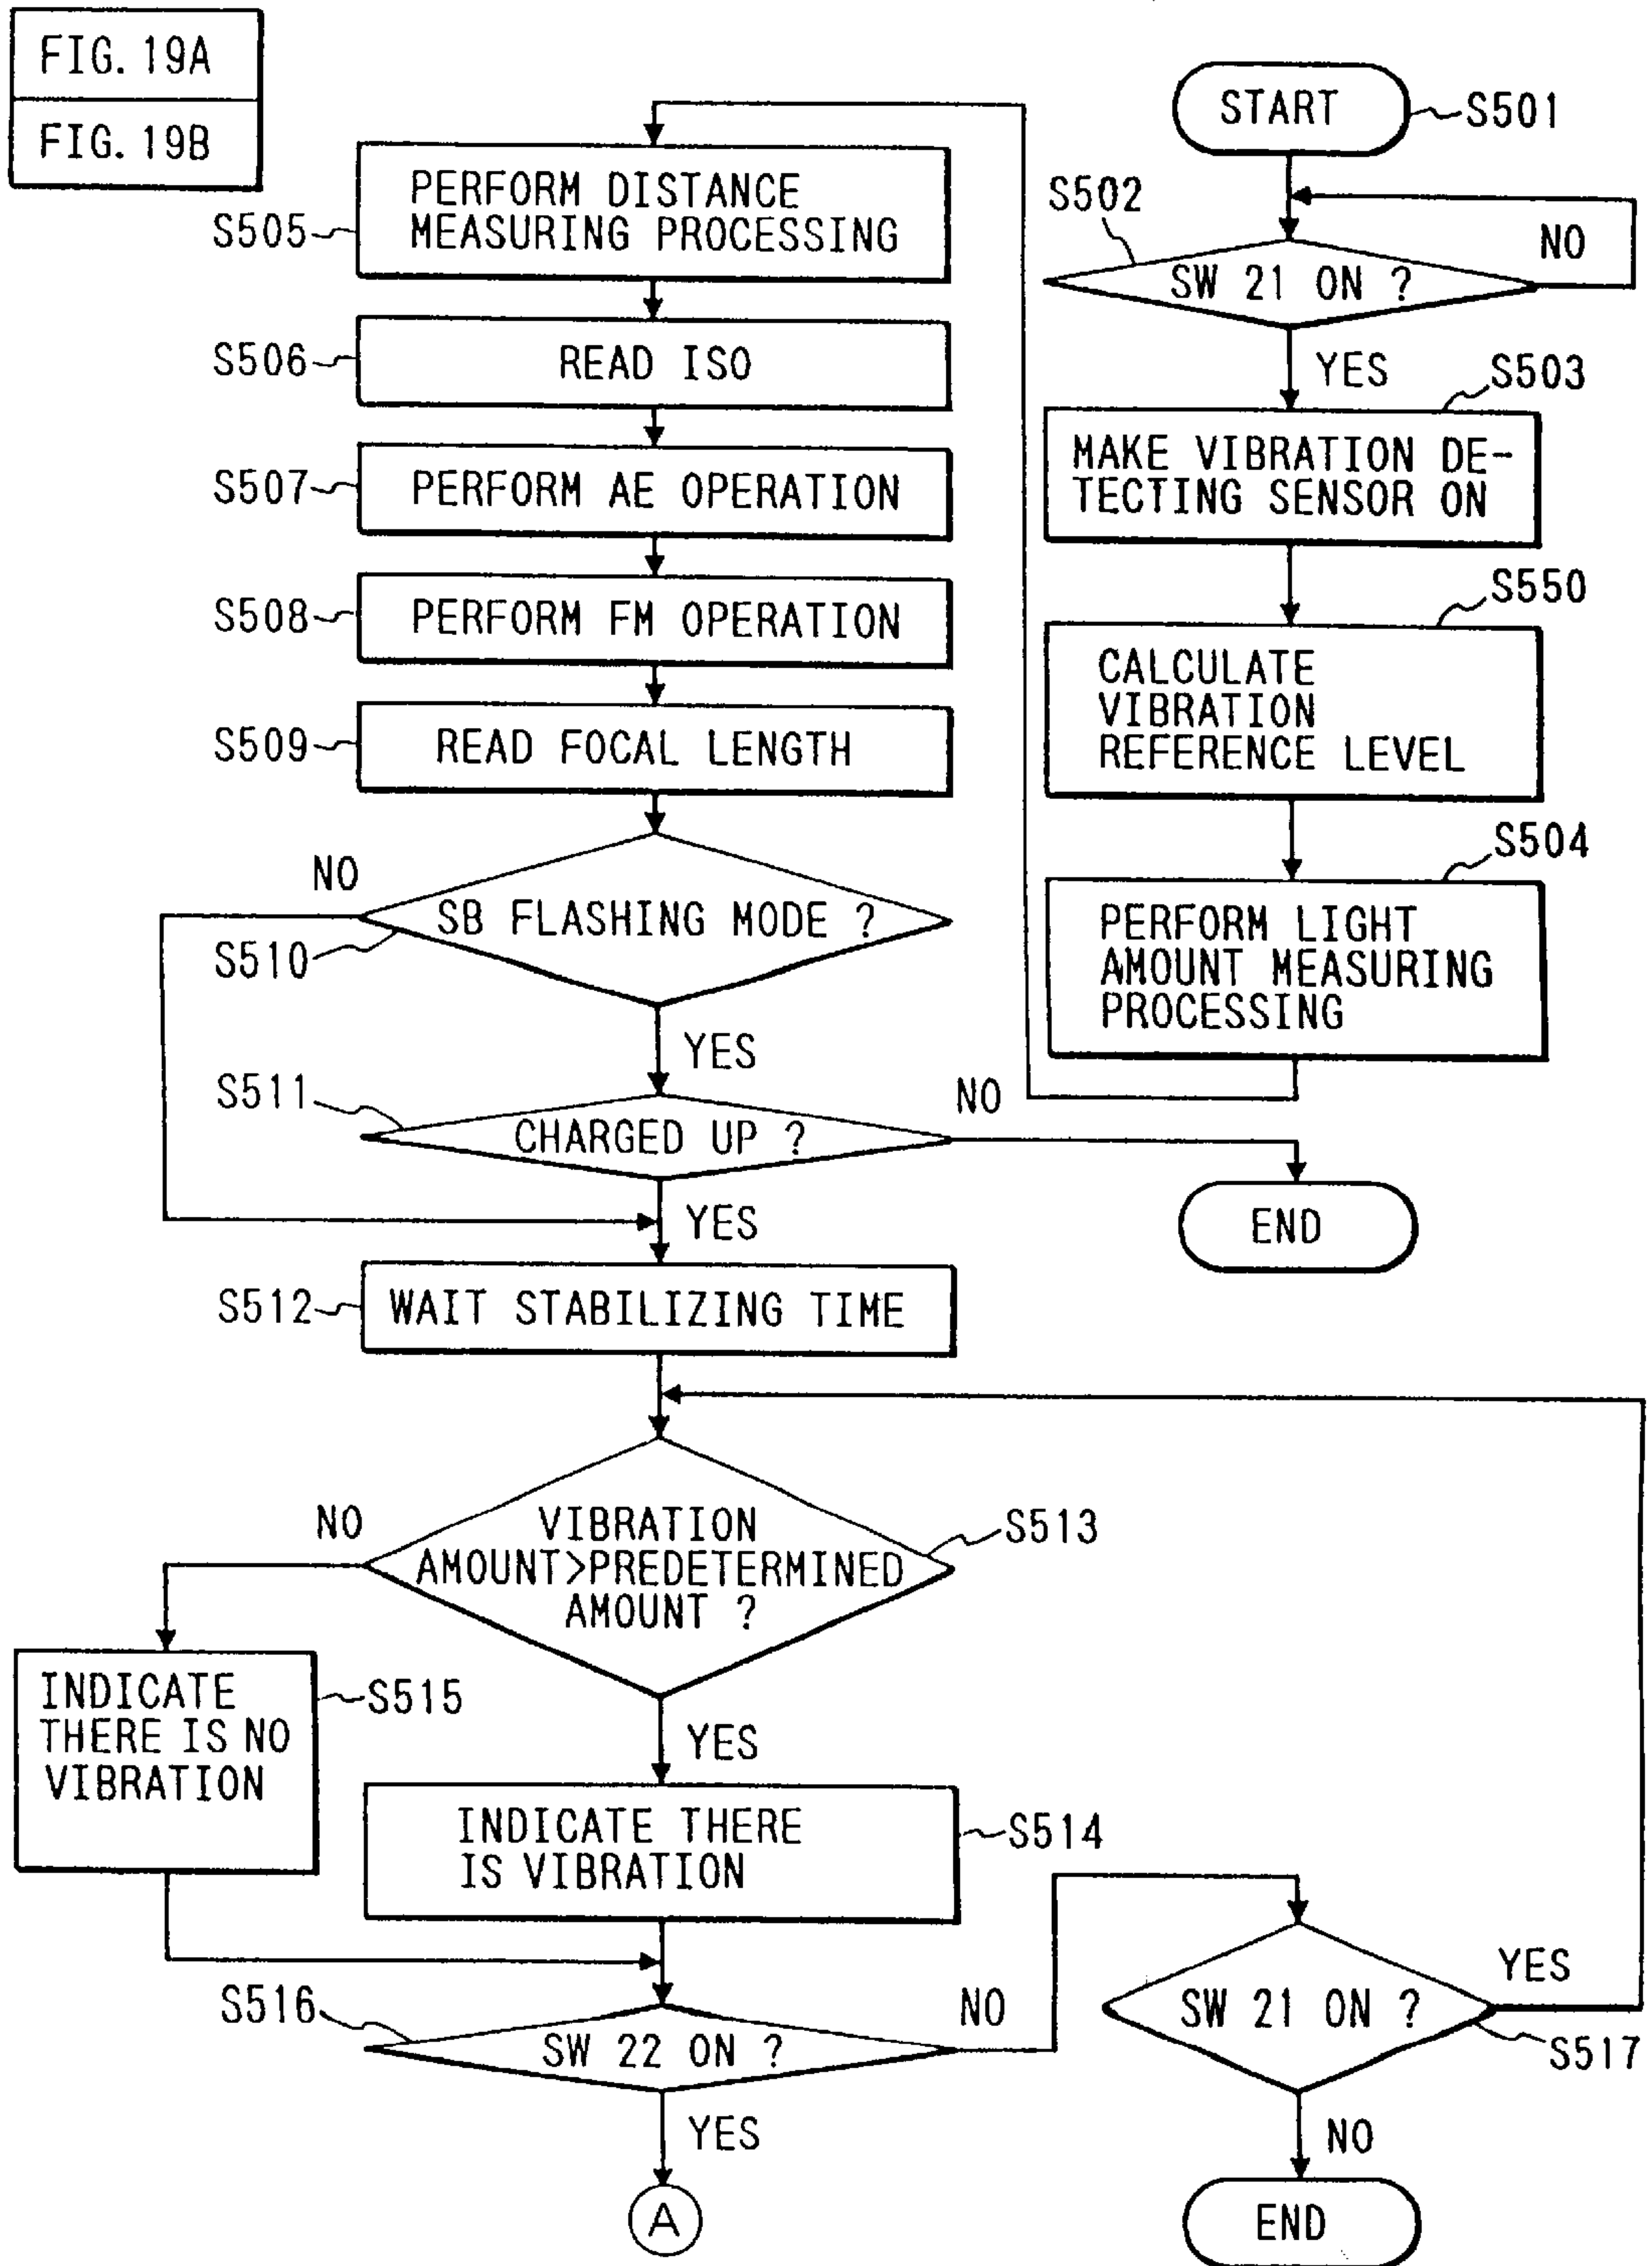 FIG. 19A
FIG. 19B
START
S501
S502
SW 21 ON ?
NO
YES
S503
MAKE VIBRATION DE-
TECTING SENSOR ON
S550
CALCULATE
VIBRATION
REFERENCE LEVEL
S504
PERFORM LIGHT
AMOUNT MEASURING
PROCESSING
S505
PERFORM DISTANCE
MEASURING PROCESSING
S506
READ ISO
S507
PERFORM AE OPERATION
S508
PERFORM FM OPERATION
S509
READ FOCAL LENGTH
NO
SB FLASHING MODE ?
S510
YES
S511
CHARGED UP ?
NO
END
YES
S512
WAIT STABILIZING TIME
NO
VIBRATION
AMOUNT>PREDETERMINED
AMOUNT ?
S513
INDICATE
THERE IS NO
VIBRATION
S515
YES
INDICATE THERE
IS VIBRATION
S514
S516
SW 22 ON ?
NO
SW 21 ON ?
YES
S517
YES
NO
A
END